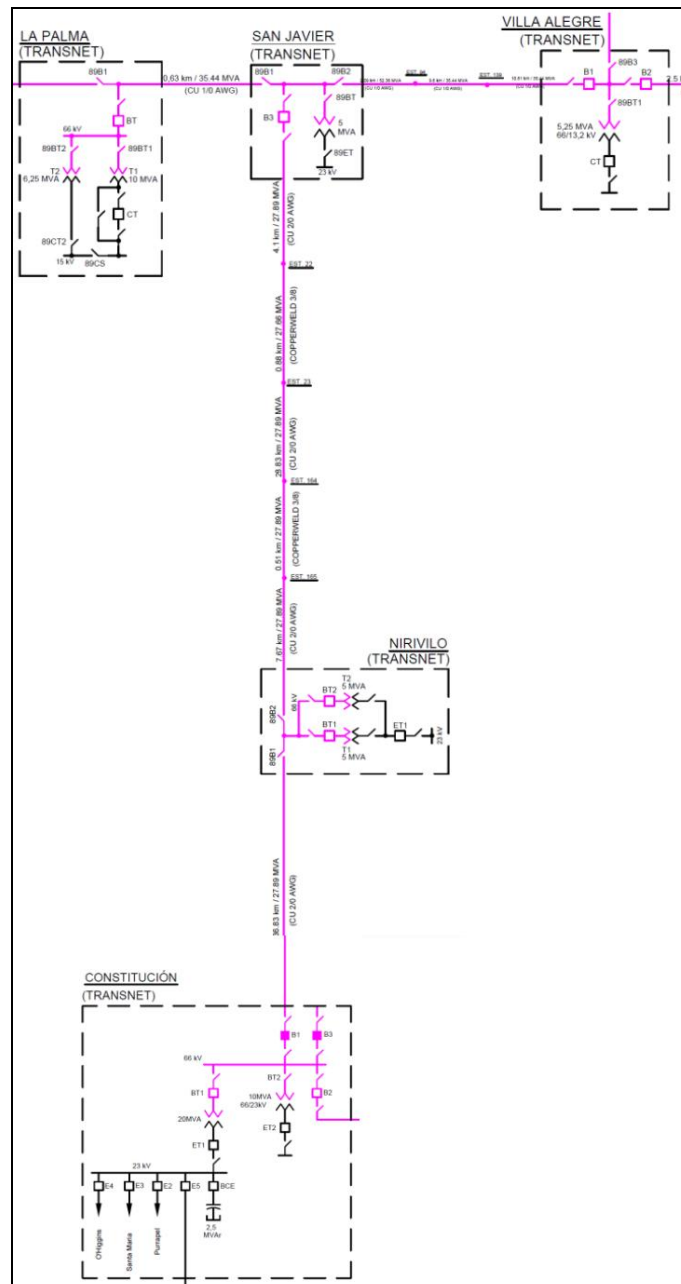 LA PALMA
(TRANSNET)
89B1
BT
66 kV
89BT2
89BT1
T2
6,25 MVA
T1
10 MVA
CT
89CT2
15 kV
89CS
0,63 km / 35.44 MVA
(CU 1/0 AWG)
SAN JAVIER
(TRANSNET)
89B1
89B2
B3
89BT
5
MVA
89ET
23 kV
(CU 1/0 AWG)
VILLA ALEGRE
(TRANSNET)
89B3
B1
B2
89BT1
5,25 MVA
66/13,2 kV
CT
4.1 km / 27.89 MVA
(CU 2/0 AWG)
EST. 22
0.88 km / 27.66 MVA
(COPPERWELD 3/8)
EST. 23
28.83 km / 27.89 MVA
(CU 2/0 AWG)
EST. 164
0.51 km / 27.89 MVA
(COPPERWELD 3/8)
EST. 165
7.67 km / 27.89 MVA
(CU 2/0 AWG)
NIRIVILO
(TRANSNET)
T2
5 MVA
BT2
66 kV
89B2
BT1
ET1
T1
5 MVA
23 kV
89B1
36.83 km / 27.89 MVA
(CU 2/0 AWG)
CONSTITUCIÓN
(TRANSNET)
B1
B3
66 kV
BT2
BT1
10MVA
66/23kV
B2
20MVA
ET2
ET1
23 kV
E4
E3
E2
E5
BCE
2,5
MVAr
O'Higgins
Santa María
Purrapel